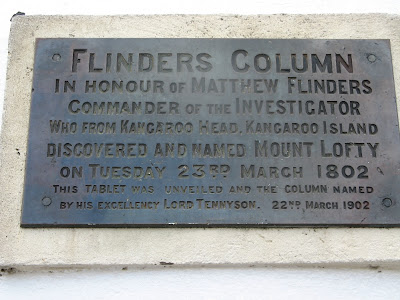 FLINDERS COLUMN
IN HONOUR OF MATTHEW FLINDERS
COMMANDER OF THE INVESTIGATOR
WHO FROM KANGAROO HEAD, KANGAROO ISLAND
DISCOVERED AND NAMED MOUNT LOFTY
ON TUESDAY 23RD MARCH 1802
THIS TABLET WAS UNVEILED AND THE COLUMN NAMED
BY HIS EXCELLENCY LORD TENNYSON. 22ND MARCH 1902